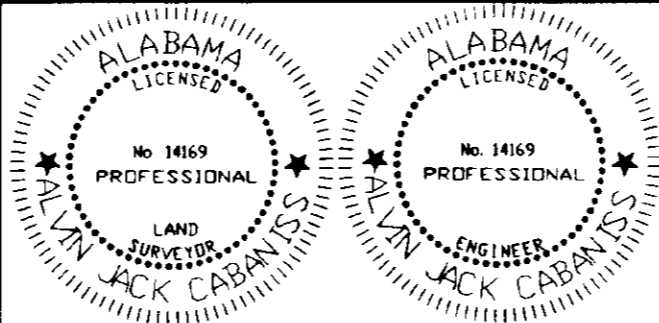 ALABAMA
LICENSED
No 14169
PROFESSIONAL
LAND
SURVEYOR
ALVIN JACK CABANISS
ALABAMA
LICENSED
No. 14169
PROFESSIONAL
ENGINEER
ALVIN JACK CABANISS